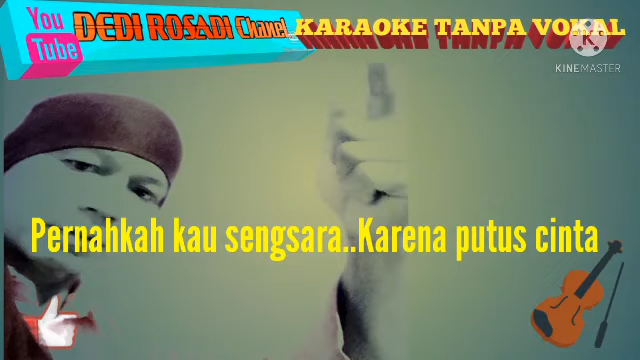 You
Tube
DEDI ROSADI Chanel
KARAOKE TANPA VOKAL
K
KINEMASTER
Pernahkah kau sengsara..Karena putus cinta